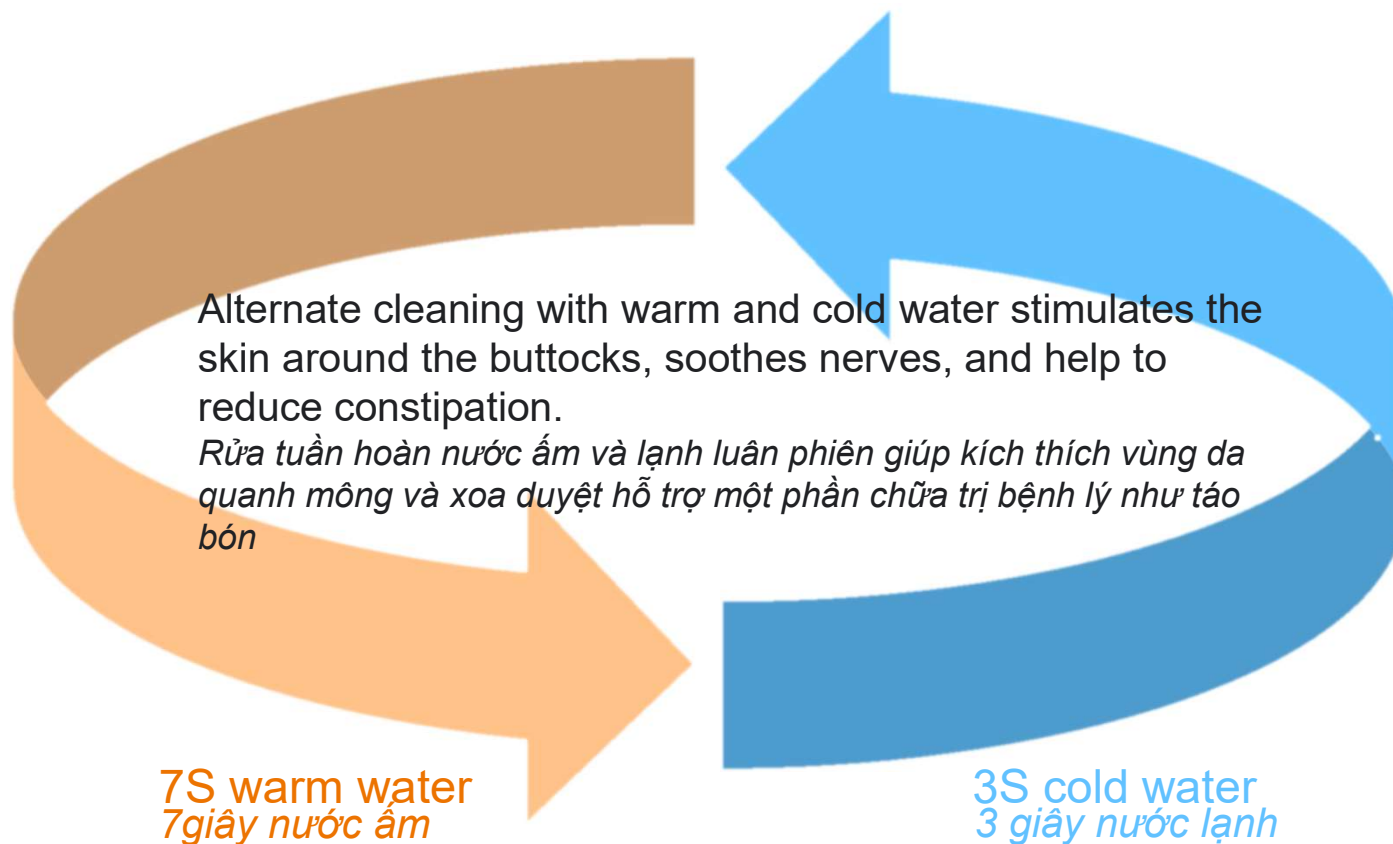 Alternate cleaning with warm and cold water stimulates the
skin around the buttocks, soothes nerves, and help to
reduce constipation.
Rửa tuần hoàn nước ấm và lạnh luân phiên giúp kích thích vùng da
quanh mông và xoa duyệt hỗ trợ một phần chữa trị bệnh lý như táo
bón
7S warm water
7giây nước ấm
3S cold water
3 giây nước lạnh